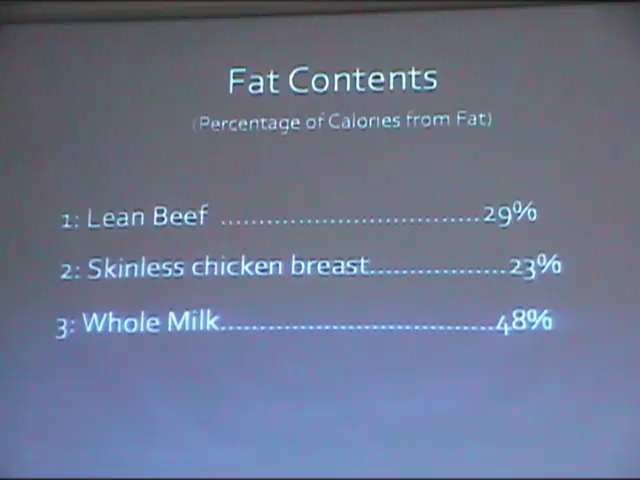 Fat Contents
(Percentage of Calories from Fat)
1: Lean Beef ..................................29%
2: Skinless chicken breast..................23%
3: Whole Milk....................................48%